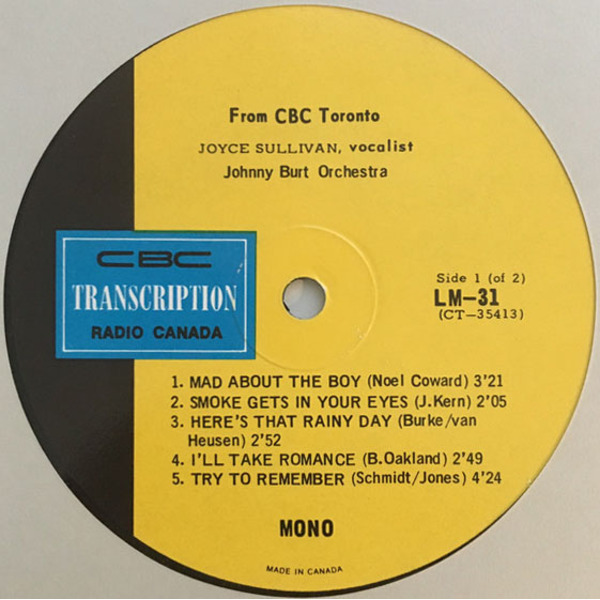 From CBC Toronto
JOYCE SULLIVAN, vocalist
Johnny Burt Orchestra
CBC
TRANSCRIPTION
RADIO CANADA
Side 1 (of 2)
LM-31
(CT-35413)
1. MAD ABOUT THE BOY (Noel Coward) 3'21
2. SMOKE GETS IN YOUR EYES (J.Kern) 2'05
3. HERE'S THAT RAINY DAY (Burke/van
Heusen) 2'52
4. I'LL TAKE ROMANCE (B.Oakland) 2'49
5. TRY TO REMEMBER (Schmidt/Jones) 4'24
MONO
MADE IN CANADA